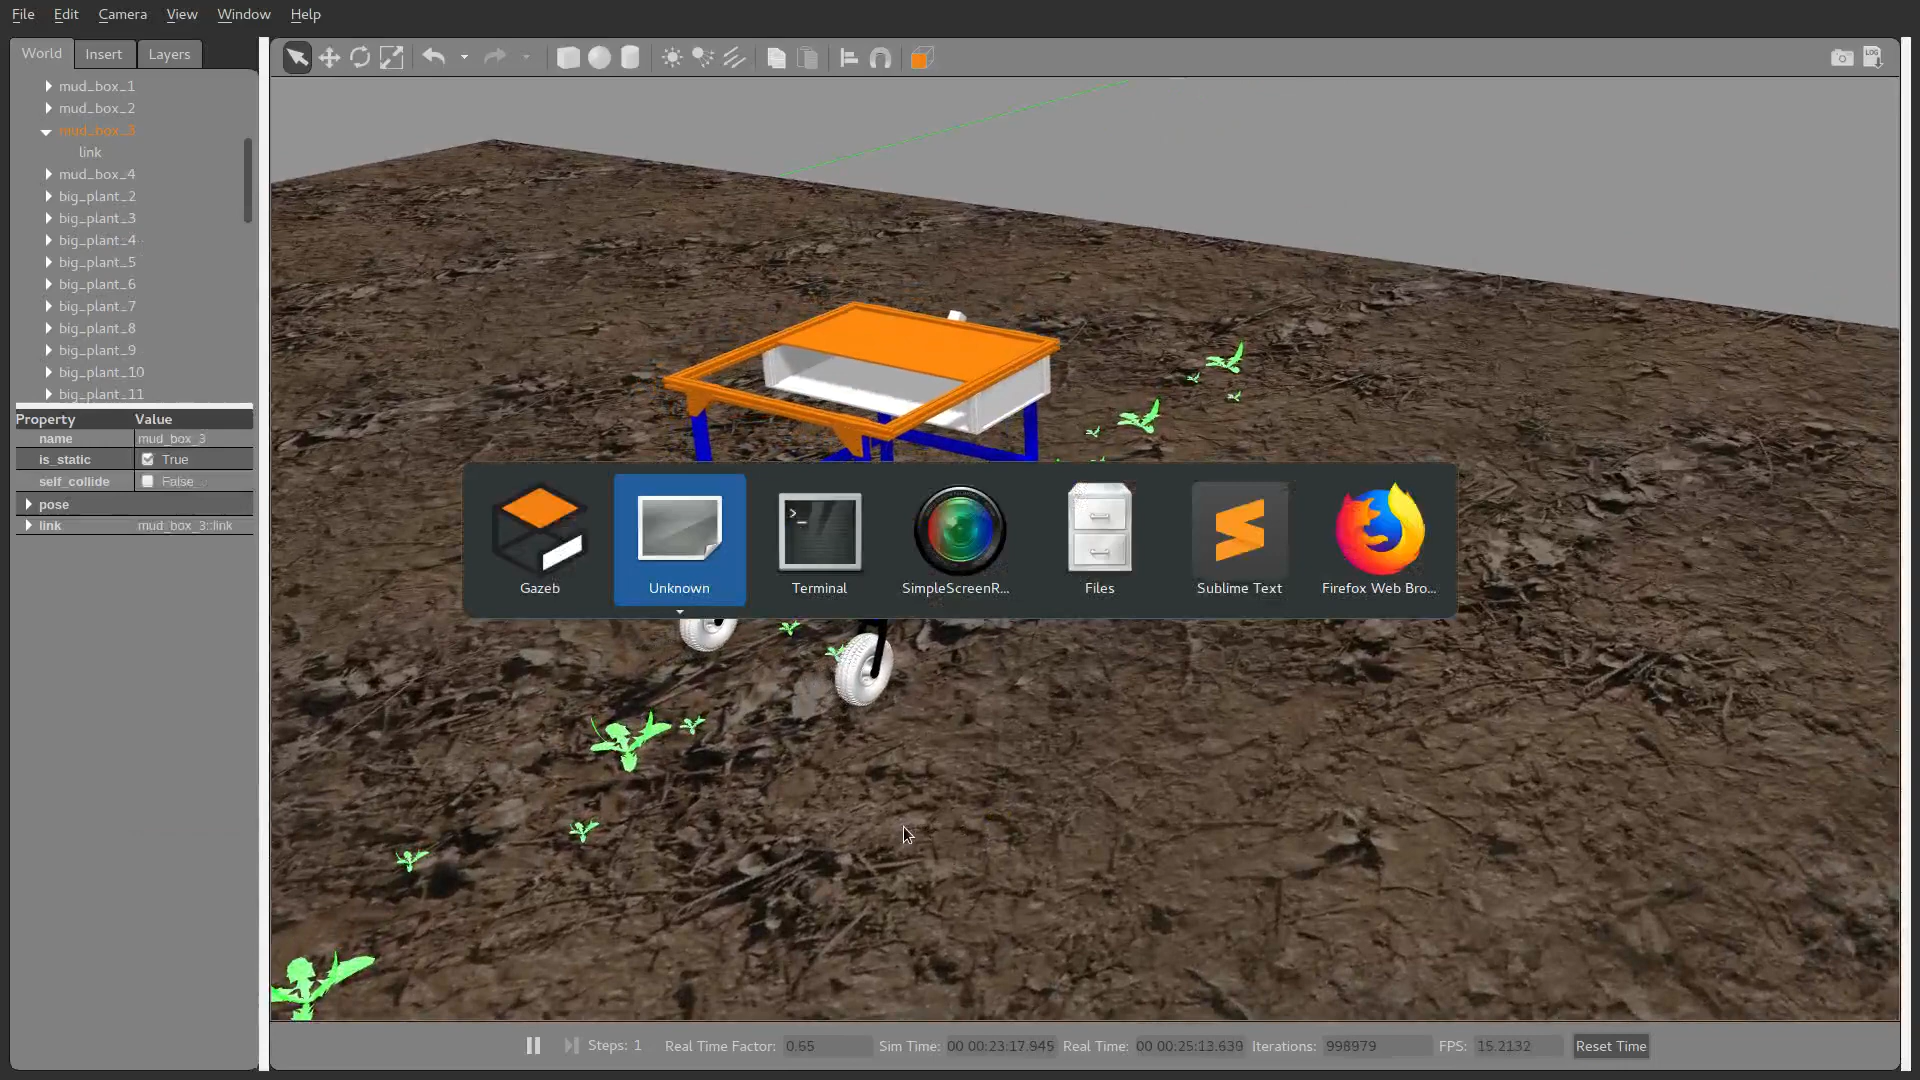 File Edit Camera View Window Help
World Insert Layers
mud_box_1
mud_box_2
mud_box_3
link
mud_box_4
big_plant_2
big_plant_3
big_plant_4
big_plant_5
big_plant_6
big_plant_7
big_plant_8
big_plant_9
big_plant_10
big_plant_11
Property Value
name mud_box_3
is_static True
self_collide False
pose
link mud_box_3::link
LOG
Gazeb Unknown Terminal SimpleScreenR... Files Sublime Text Firefox Web Bro...
Steps: 1 Real Time Factor: 0.65 Sim Time: 00 00:23:17.945 Real Time: 00 00:25:13.639 Iterations: 998979 FPS: 15.2132 Reset Time